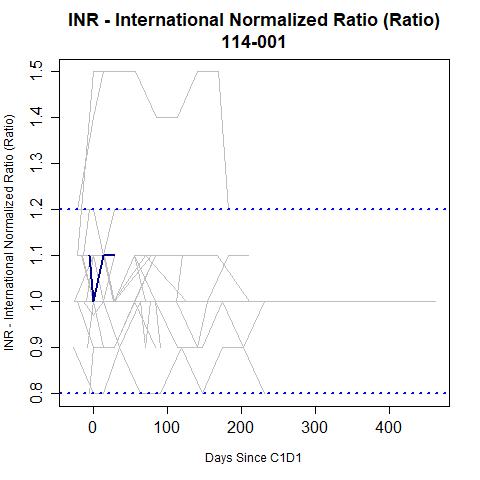 INR - International Normalized Ratio (Ratio)
114-001
INR - International Normalized Ratio (Ratio)
1.5
1.4
1.3
1.2
1.1
1.0
0.9
0.8
0 100 200 300 400
Days Since C1D1